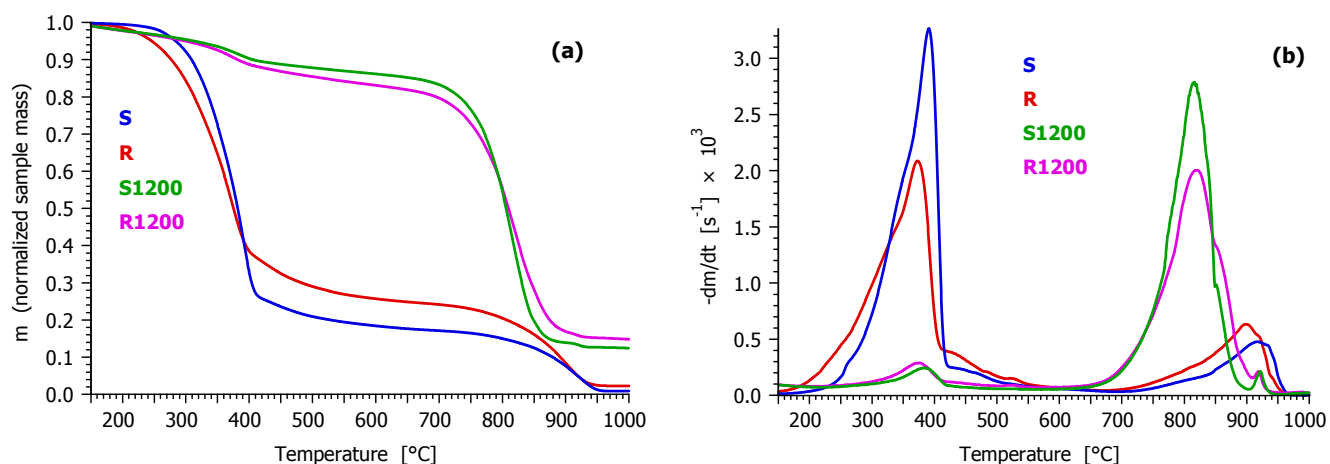 1.0
0.9
0.8
0.7
0.6
0.5
0.4
0.3
0.2
0.1
0.0
m (normalized sample mass)
(a)
S
R
S1200
R1200
200 300 400 500 600 700 800 900 1000
Temperature [°C]
3.0
2.5
2.0
1.5
1.0
0.5
0.0
-dm/dt [s⁻¹] × 10³
(b)
S
R
S1200
R1200
200 300 400 500 600 700 800 900 1000
Temperature [°C]